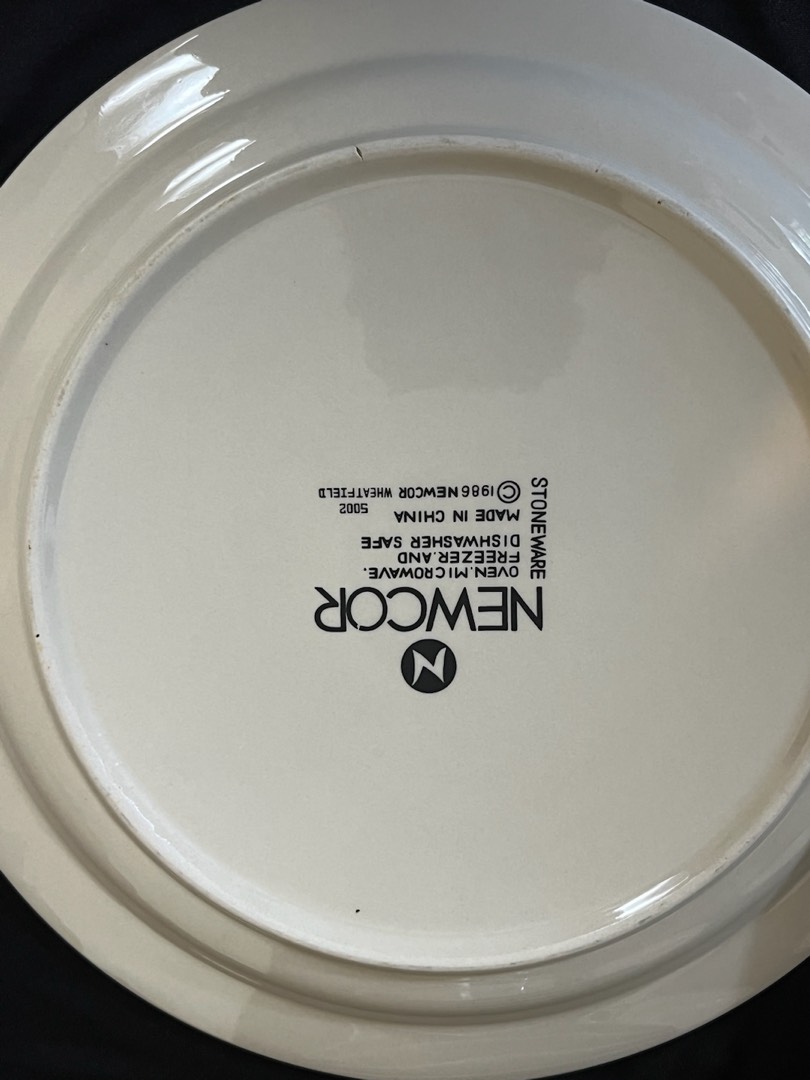 N
NEWCOR
STONEWARE
OVEN.MICROWAVE.
FREEZER.AND
DISHWASHER SAFE
MADE IN CHINA
5002
©1986 NEWCOR WHEATFIELD